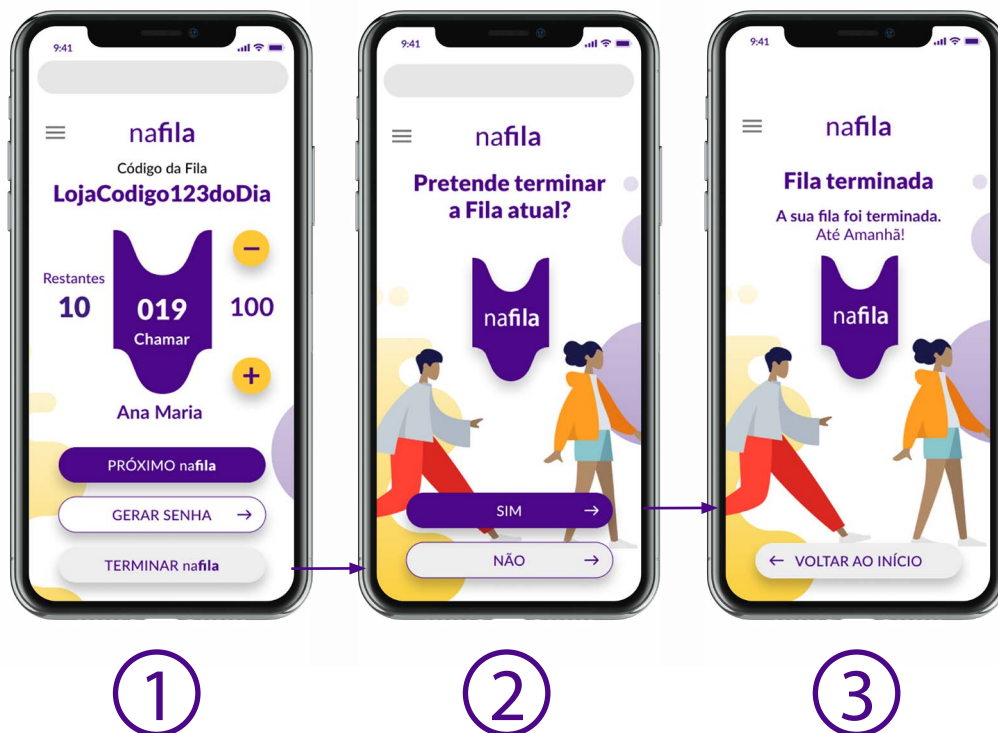 9:41
nafila
Código da Fila
LojaCodigo123doDia
Restantes
10
019
Chamar
100
Ana Maria
PRÓXIMO nafila
GERAR SENHA
TERMINAR nafila
1
9:41
nafila
Pretende terminar
a Fila atual?
nafila
SIM
NÃO
2
9:41
nafila
Fila terminada
A sua fila foi terminada.
Até Amanhã!
nafila
VOLTAR AO INÍCIO
3